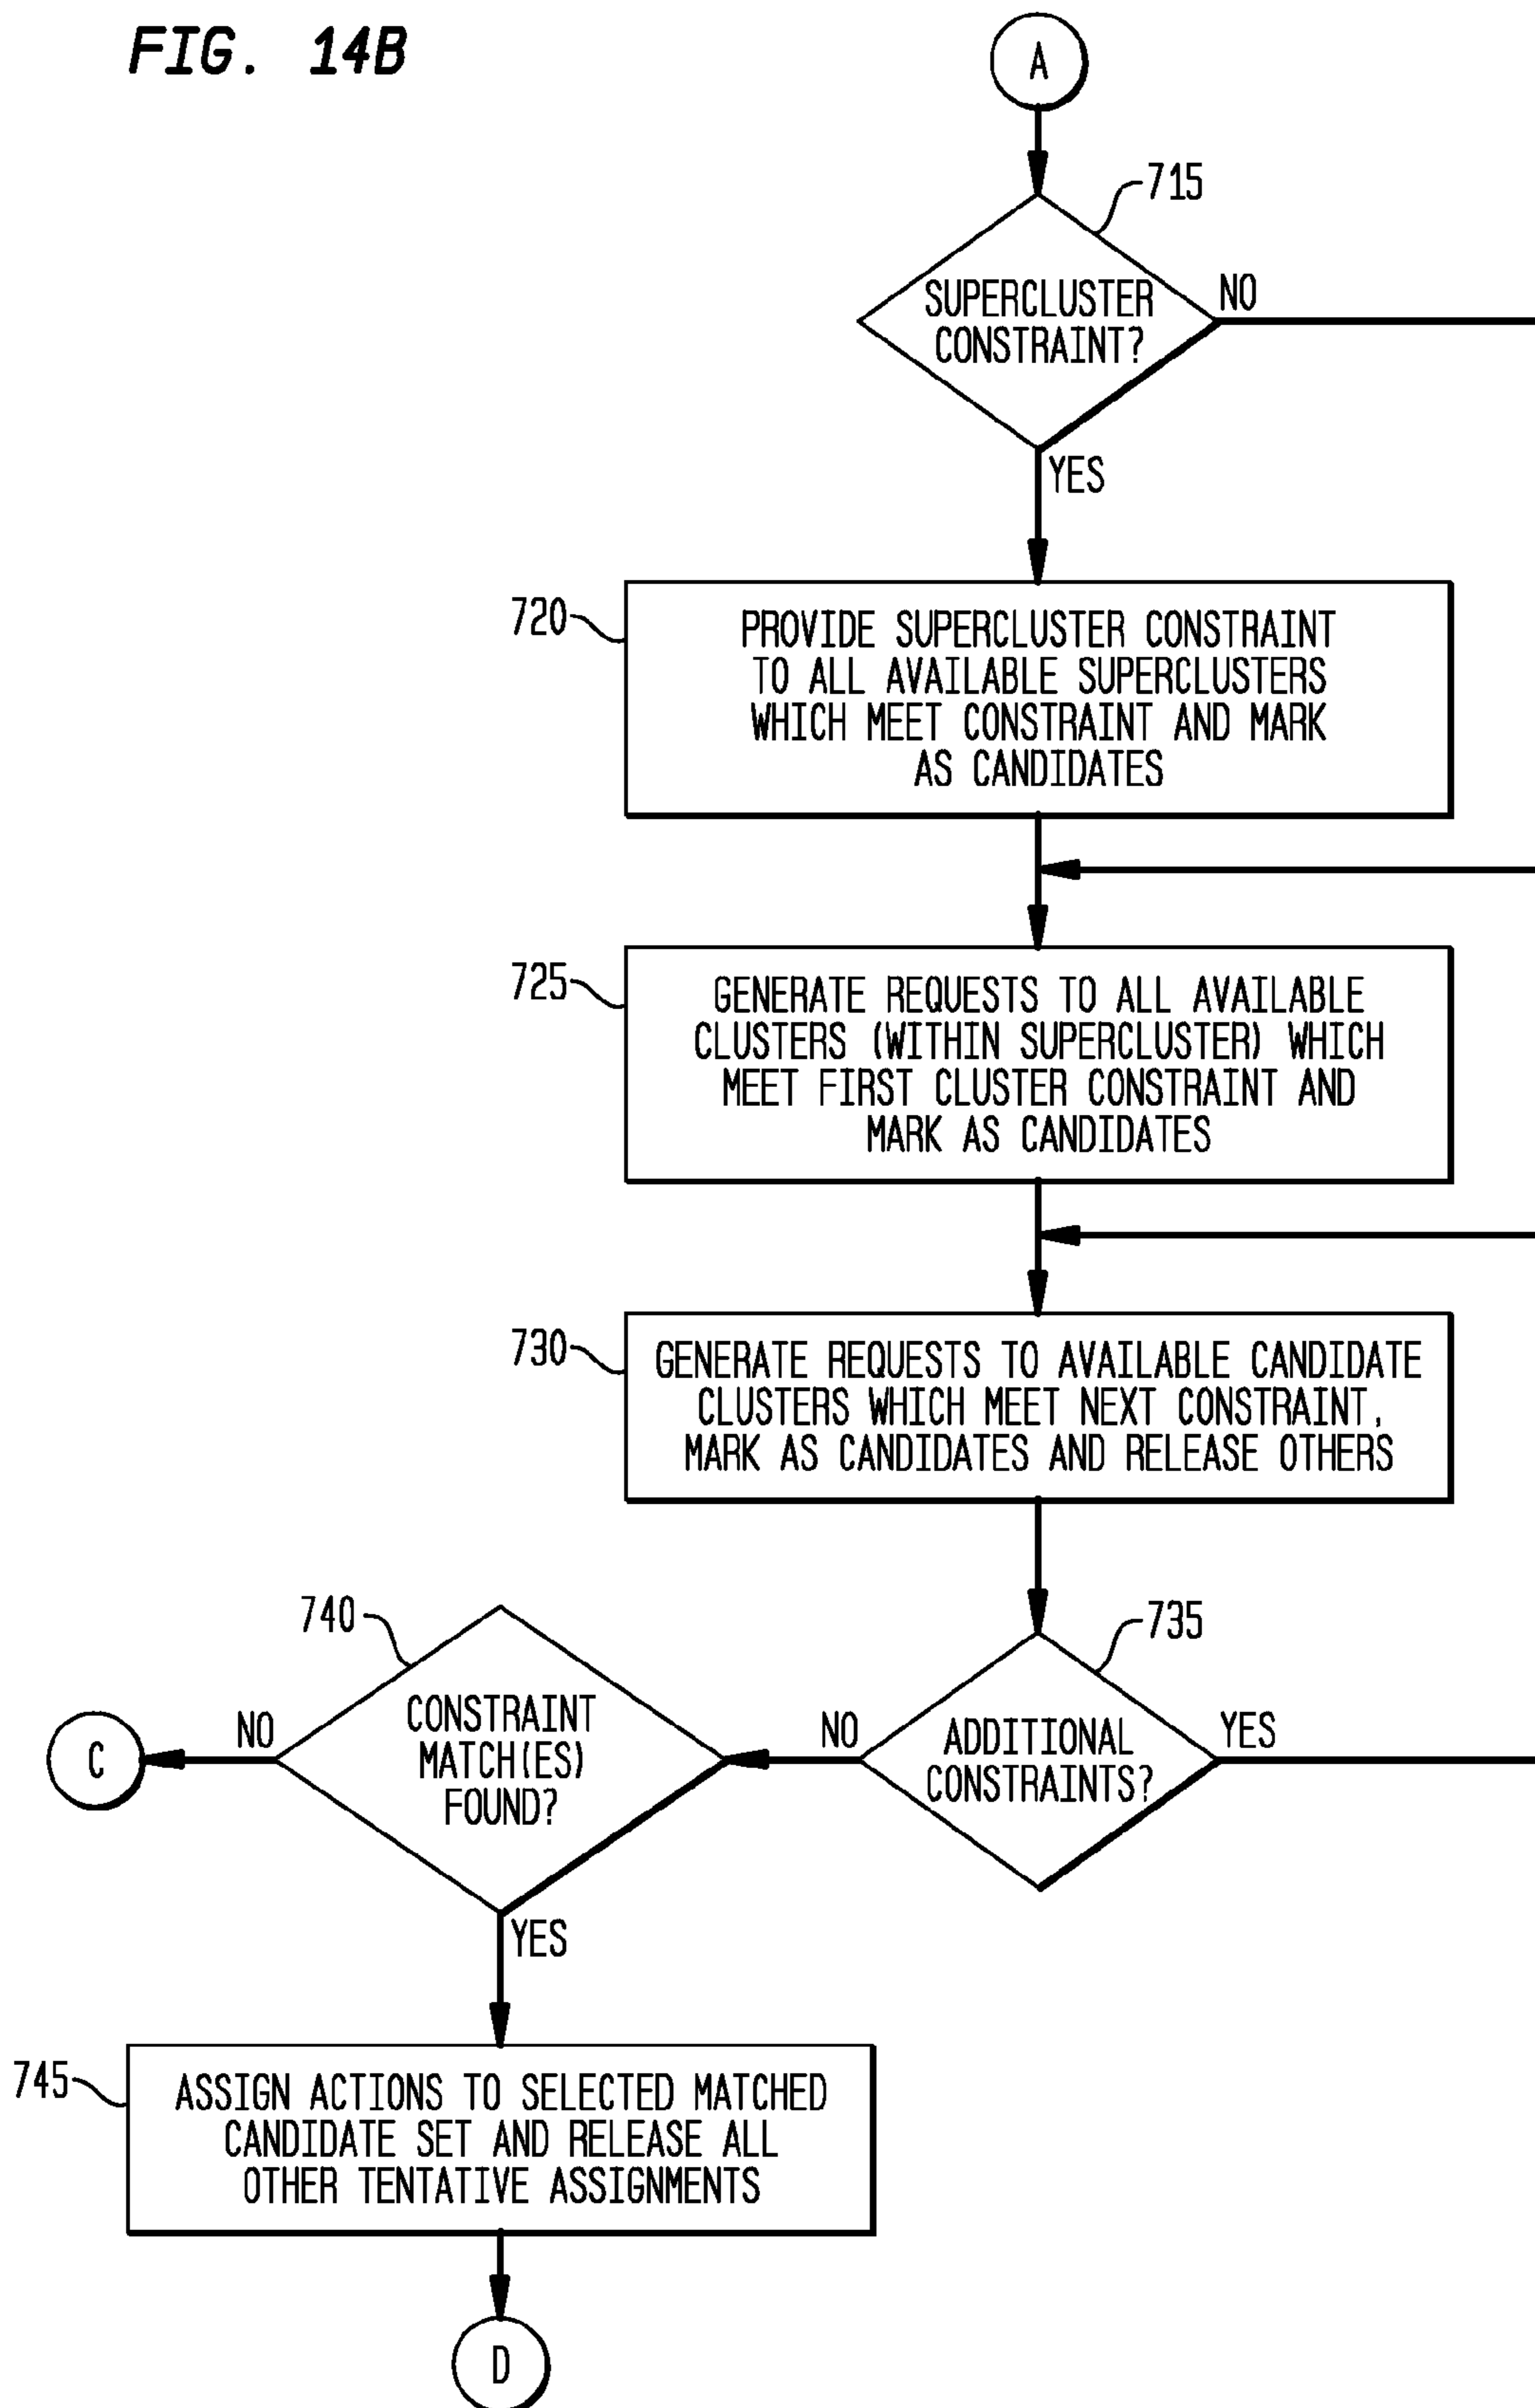 FIG. 14B
A
715
SUPERCLUSTER
CONSTRAINT?
NO
YES
720
PROVIDE SUPERCLUSTER CONSTRAINT
TO ALL AVAILABLE SUPERCLUSTERS
WHICH MEET CONSTRAINT AND MARK
AS CANDIDATES
725
GENERATE REQUESTS TO ALL AVAILABLE
CLUSTERS (WITHIN SUPERCLUSTER) WHICH
MEET FIRST CLUSTER CONSTRAINT AND
MARK AS CANDIDATES
730
GENERATE REQUESTS TO AVAILABLE CANDIDATE
CLUSTERS WHICH MEET NEXT CONSTRAINT,
MARK AS CANDIDATES AND RELEASE OTHERS
735
ADDITIONAL
CONSTRAINTS?
YES
NO
740
CONSTRAINT
MATCH(ES)
FOUND?
NO
C
YES
745
ASSIGN ACTIONS TO SELECTED MATCHED
CANDIDATE SET AND RELEASE ALL
OTHER TENTATIVE ASSIGNMENTS
D